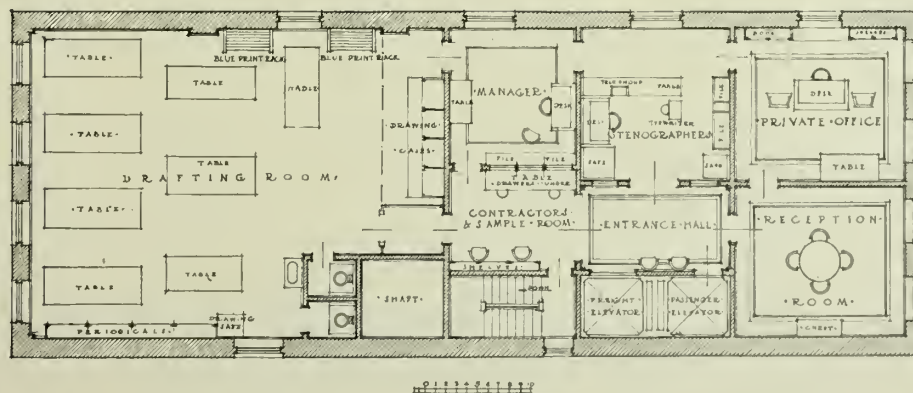 BLUE PRINT RACK
BLUE PRINT RACK
·TABLE·
TABLE
TABLE
·TABLE·
TABLE
DRAFTING ROOM
·TABLE·
TABLE
TABLE
PERIODICALS
DRAWING
SAFE
DRAWING
CASES
·SHAFT·
TABLE
·MANAGER·
DESK
FILE
FILE
TABLE
DRAWERS UNDER
CONTRACTORS
& SAMPLE·ROOM·
SHELVES
DOWN
TELEPHONE
TABLE
TYPEWRITER
STENOGRAPHERS
FILE
FILE
SAFE
SAFE
·ENTRANCE·HALL·
FREIGHT
ELEVATOR
PASSENGER
ELEVATOR
DESK
·PRIVATE·OFFICE
TABLE
·RECEPTION·
TABLE
·ROOM·
·CHEST·
0 1 2 3 4 5 6 7 8 9 10